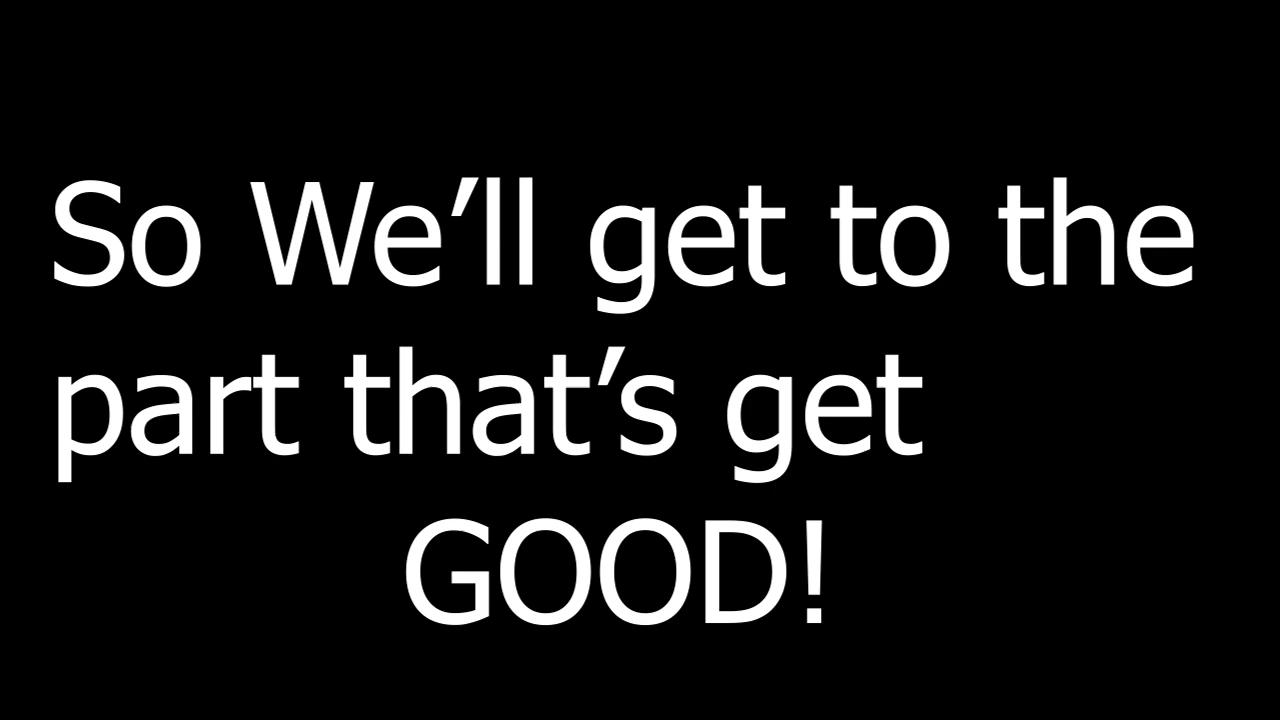 So We’ll get to the
part that’s get
GOOD!